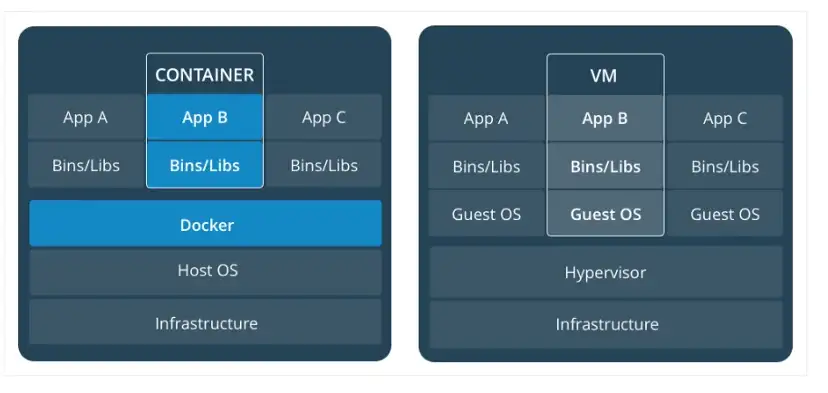 CONTAINER
App A
App B
App C
Bins/Libs
Bins/Libs
Bins/Libs
Docker
Host OS
Infrastructure
VM
App A
App B
App C
Bins/Libs
Bins/Libs
Bins/Libs
Guest OS
Guest OS
Guest OS
Hypervisor
Infrastructure